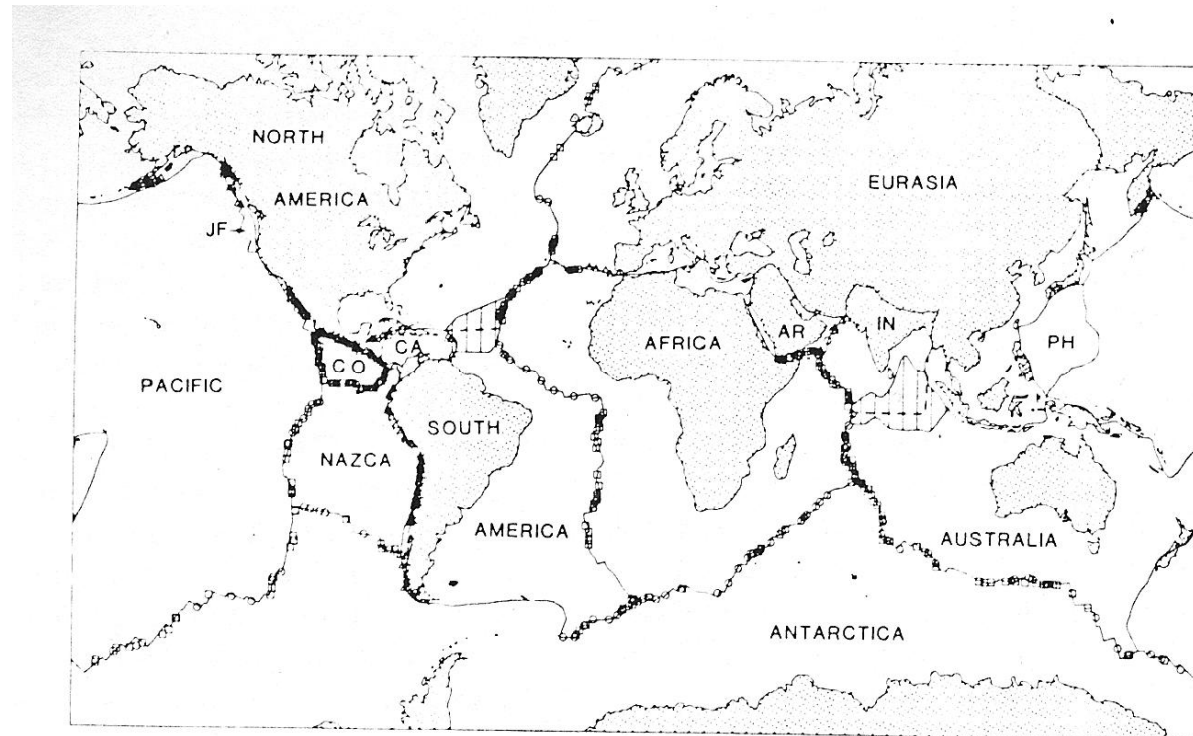 NORTH
AMERICA
EURASIA
JF
AR
IN
CA
AFRICA
PH
CO
PACIFIC
SOUTH
NAZCA
AMERICA
AUSTRALIA
ANTARCTICA